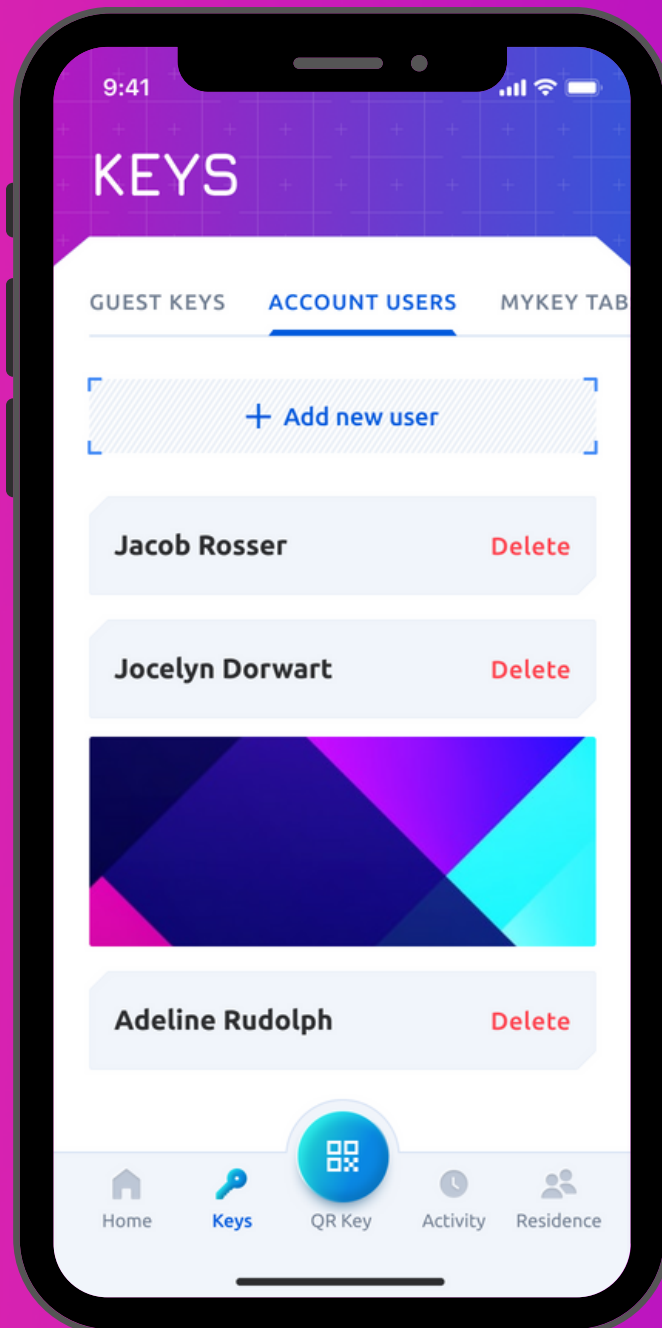 9:41
KEYS
GUEST KEYS ACCOUNT USERS MYKEY TAB
+ Add new user
Jacob Rosser Delete
Jocelyn Dorwart Delete
Adeline Rudolph Delete
Home Keys QR Key Activity Residence